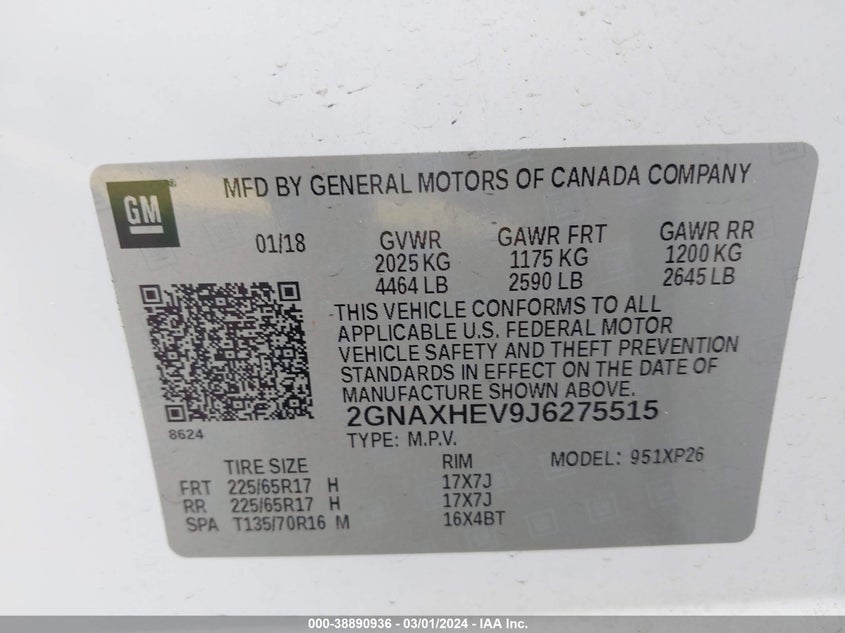 GM
MFD BY GENERAL MOTORS OF CANADA COMPANY
01/18
GVWR
2025 KG
4464 LB
GAWR FRT
1175 KG
2590 LB
GAWR RR
1200 KG
2645 LB
THIS VEHICLE CONFORMS TO ALL
APPLICABLE U.S. FEDERAL MOTOR
VEHICLE SAFETY AND THEFT PREVENTION
STANDARDS IN EFFECT ON THE DATE OF
MANUFACTURE SHOWN ABOVE.
8624
2GNAXHEV9J6275515
TYPE: M.P.V.
TIRE SIZE RIM MODEL: 951XP26
FRT 225/65R17 H 17X7J
RR 225/65R17 H 17X7J
SPA T135/70R16 M 16X4BT
000-38890936 - 03/01/2024 - IAA Inc.